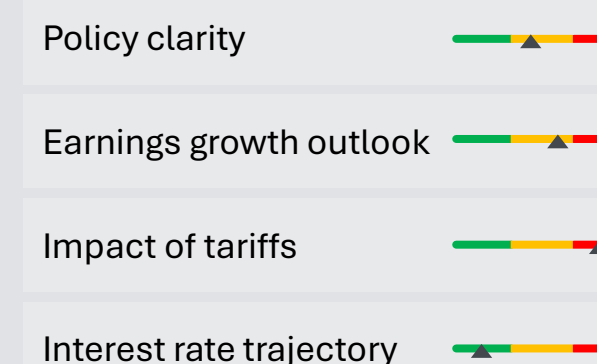 Policy clarity
Earnings growth outlook
Impact of tariffs
Interest rate trajectory